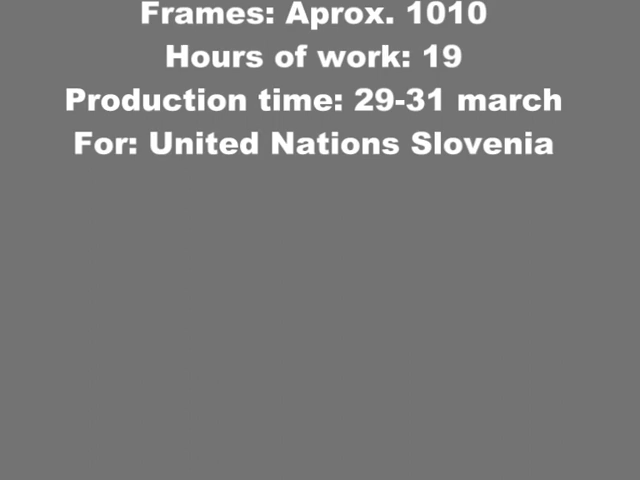 Frames: Aprox. 1010
Hours of work: 19
Production time: 29-31 march
For: United Nations Slovenia